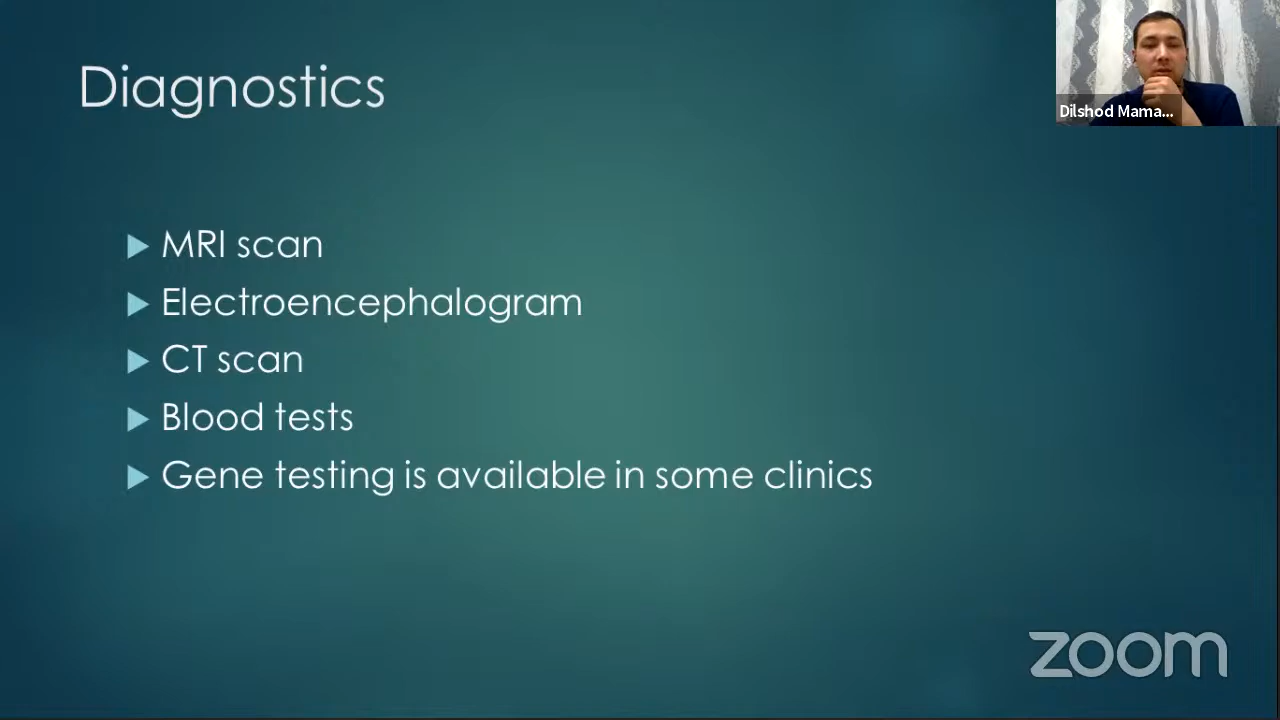 Diagnostics
Dilshod Mama...
MRI scan
Electroencephalogram
CT scan
Blood tests
Gene testing is available in some clinics
zoom